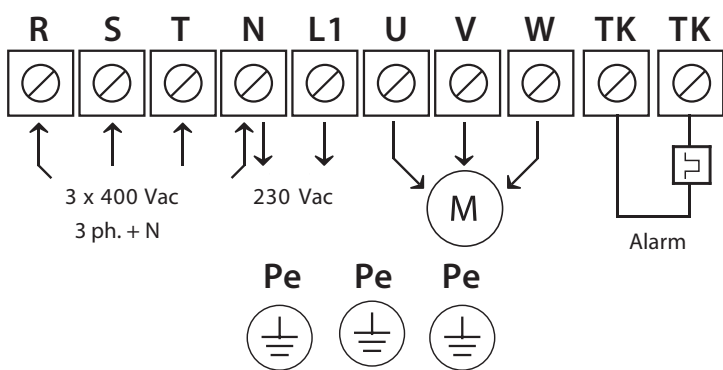 R S T N L1 U V W TK TK
3 x 400 Vac 230 Vac
3 ph. + N
M
Alarm
Pe Pe Pe